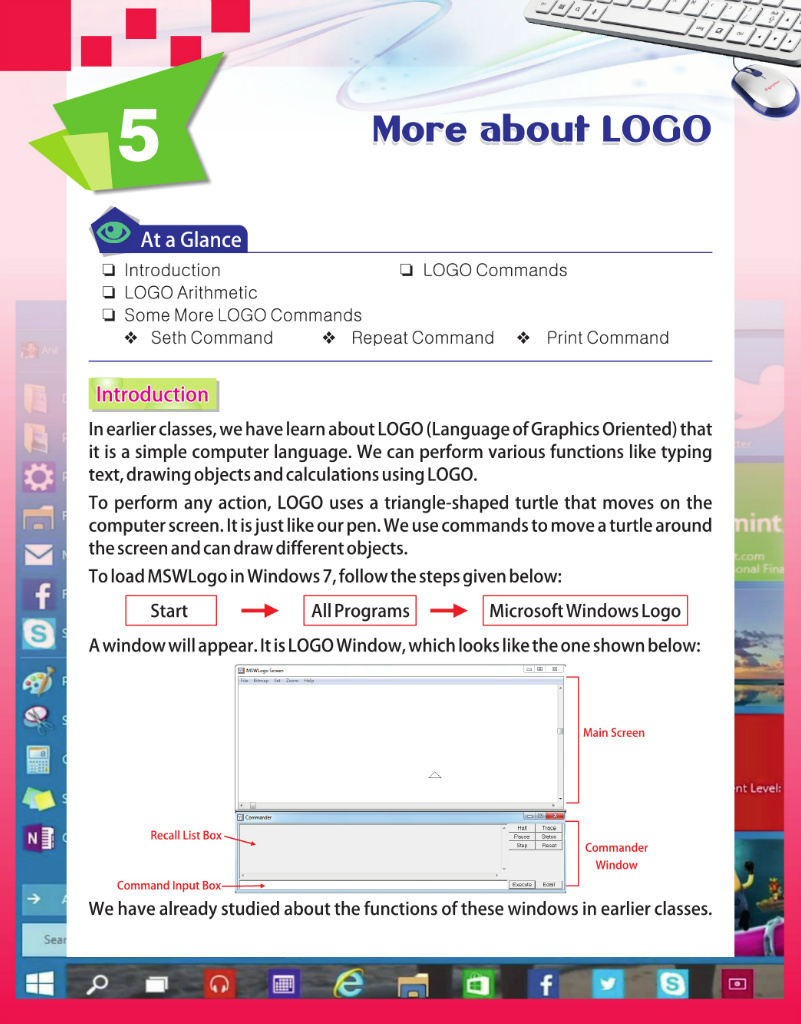 5
More about LOGO
At a Glance
❑ Introduction ❑ LOGO Commands
❑ LOGO Arithmetic
❑ Some More LOGO Commands
❖ Seth Command ❖ Repeat Command ❖ Print Command
Introduction
In earlier classes, we have learn about LOGO (Language of Graphics Oriented) that
it is a simple computer language. We can perform various functions like typing
text, drawing objects and calculations using LOGO.
To perform any action, LOGO uses a triangle-shaped turtle that moves on the
computer screen. It is just like our pen. We use commands to move a turtle around
the screen and can draw different objects.
To load MSWLogo in Windows 7, follow the steps given below:
Start All Programs Microsoft Windows Logo
A window will appear. It is LOGO Window, which looks like the one shown below:
MSWLogo Screen
File Bitmap Set Zoom Help
Main Screen
Commander
Halt Trace
Pause Status
Step Reset
Recall List Box
Commander
Window
Command Input Box
Execute Edall
We have already studied about the functions of these windows in earlier classes.
mint
nt Level:
Sear